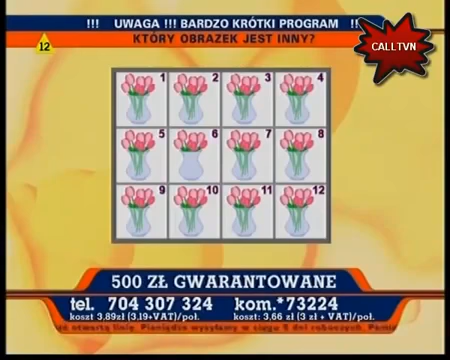 !!! UWAGA !!! BARDZO KRÓTKI PROGRAM !!
KTÓRY OBRAZEK JEST INNY?
12
CALLTVN
1 2 3 4
5 6 7 8
9 10 11 12
500 ZŁ GWARANTOWANE
tel. 704 307 324 kom.*73224
koszt 3.89zł (3.19+VAT)/poł. koszt: 3.66 zł (3 zł + VAT)/poł.
otwartą linię. Pieniądze wysyłamy w ciągu 5 dni roboczych.